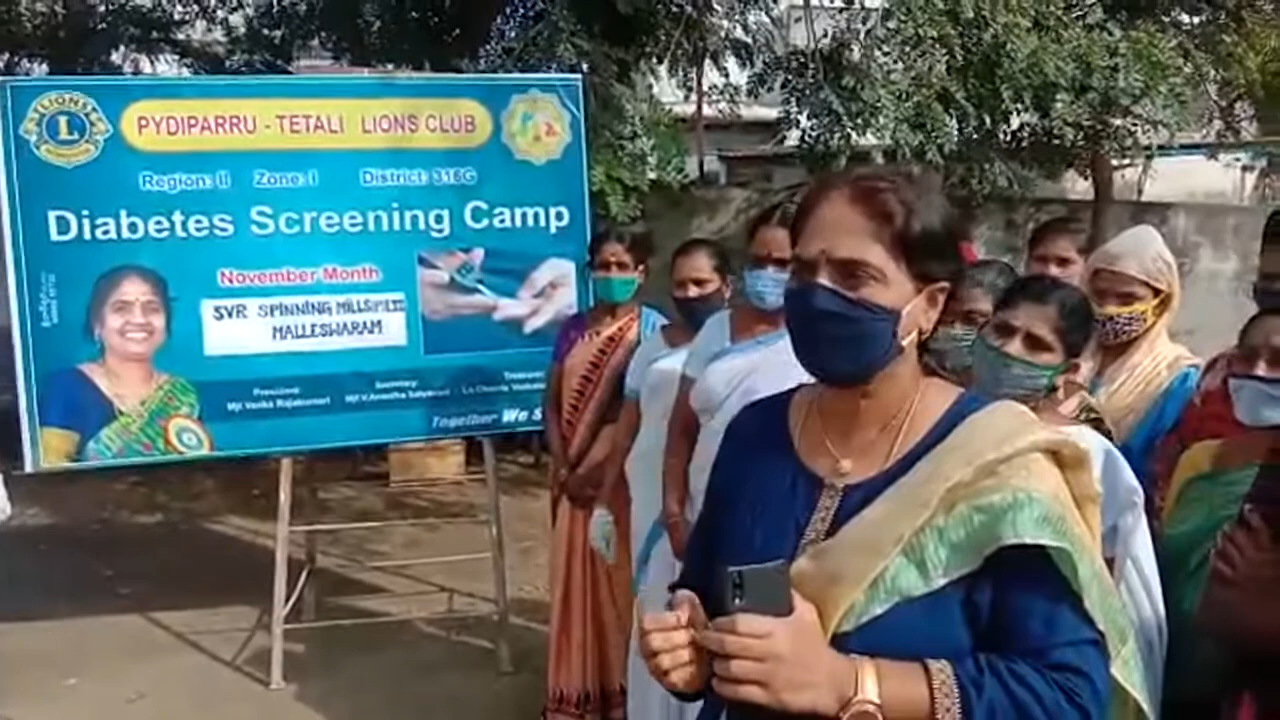 LIONS
L
PYDIPARRU - TETALI LIONS CLUB
Region: II Zone: I District: 316G
Diabetes Screening Camp
November Month
SVR SPINNING MILLS
MALLESWARAM
President: Secretary: Treasurer:
Together We